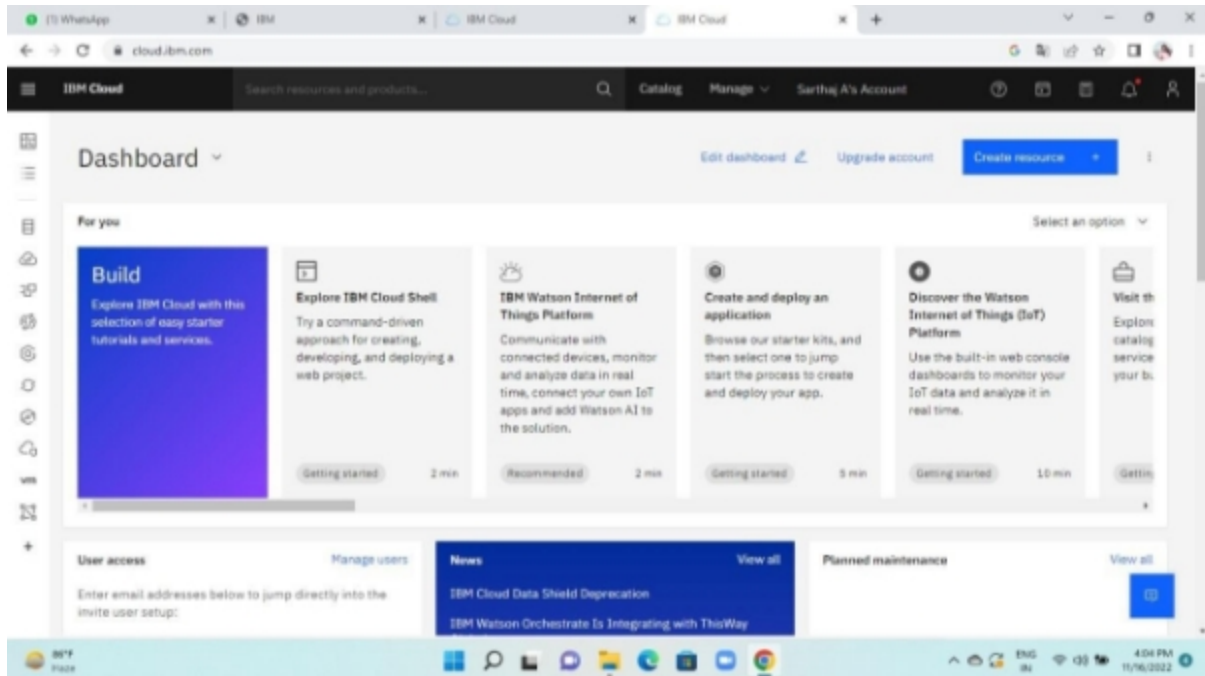 (1) WhatsApp
IBM
IBM Cloud
IBM Cloud
cloud.ibm.com
IBM Cloud
Search resources and products...
Catalog
Manage
Sarthaj A's Account
Dashboard
Edit dashboard
Upgrade account
Create resource +
For you
Select an option
Build
Explore IBM Cloud with this
selection of easy starter
tutorials and services.
Explore IBM Cloud Shell
Try a command-driven
approach for creating,
developing, and deploying a
web project.
Getting started
2 min
IBM Watson Internet of
Things Platform
Communicate with
connected devices, monitor
and analyze data in real
time, connect your own IoT
apps and add Watson AI to
the solution.
Recommended
2 min
Create and deploy an
application
Browse our starter kits, and
then select one to jump
start the process to create
and deploy your app.
Getting started
5 min
Discover the Watson
Internet of Things (IoT)
Platform
Use the built-in web console
dashboards to monitor your
IoT data and analyze it in
real time.
Getting started
10 min
Visit th
Explore
catalog
service
your bu
Getting
User access
Manage users
Enter email addresses below to jump directly into the
invite user setup:
News
View all
IBM Cloud Data Shield Deprecation
IBM Watson Orchestrate Is Integrating with ThisWay
Planned maintenance
View all
86°F
Haze
ENG
IN
4:04 PM
11/16/2022